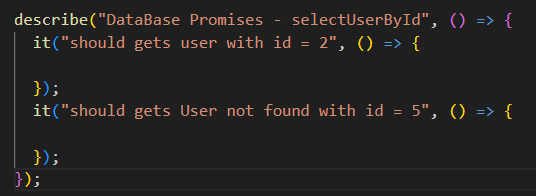 describe("DataBase Promises - selectUserById", () => {
  it("should gets user with id = 2", () => {

  });
  it("should gets User not found with id = 5", () => {

  });
});